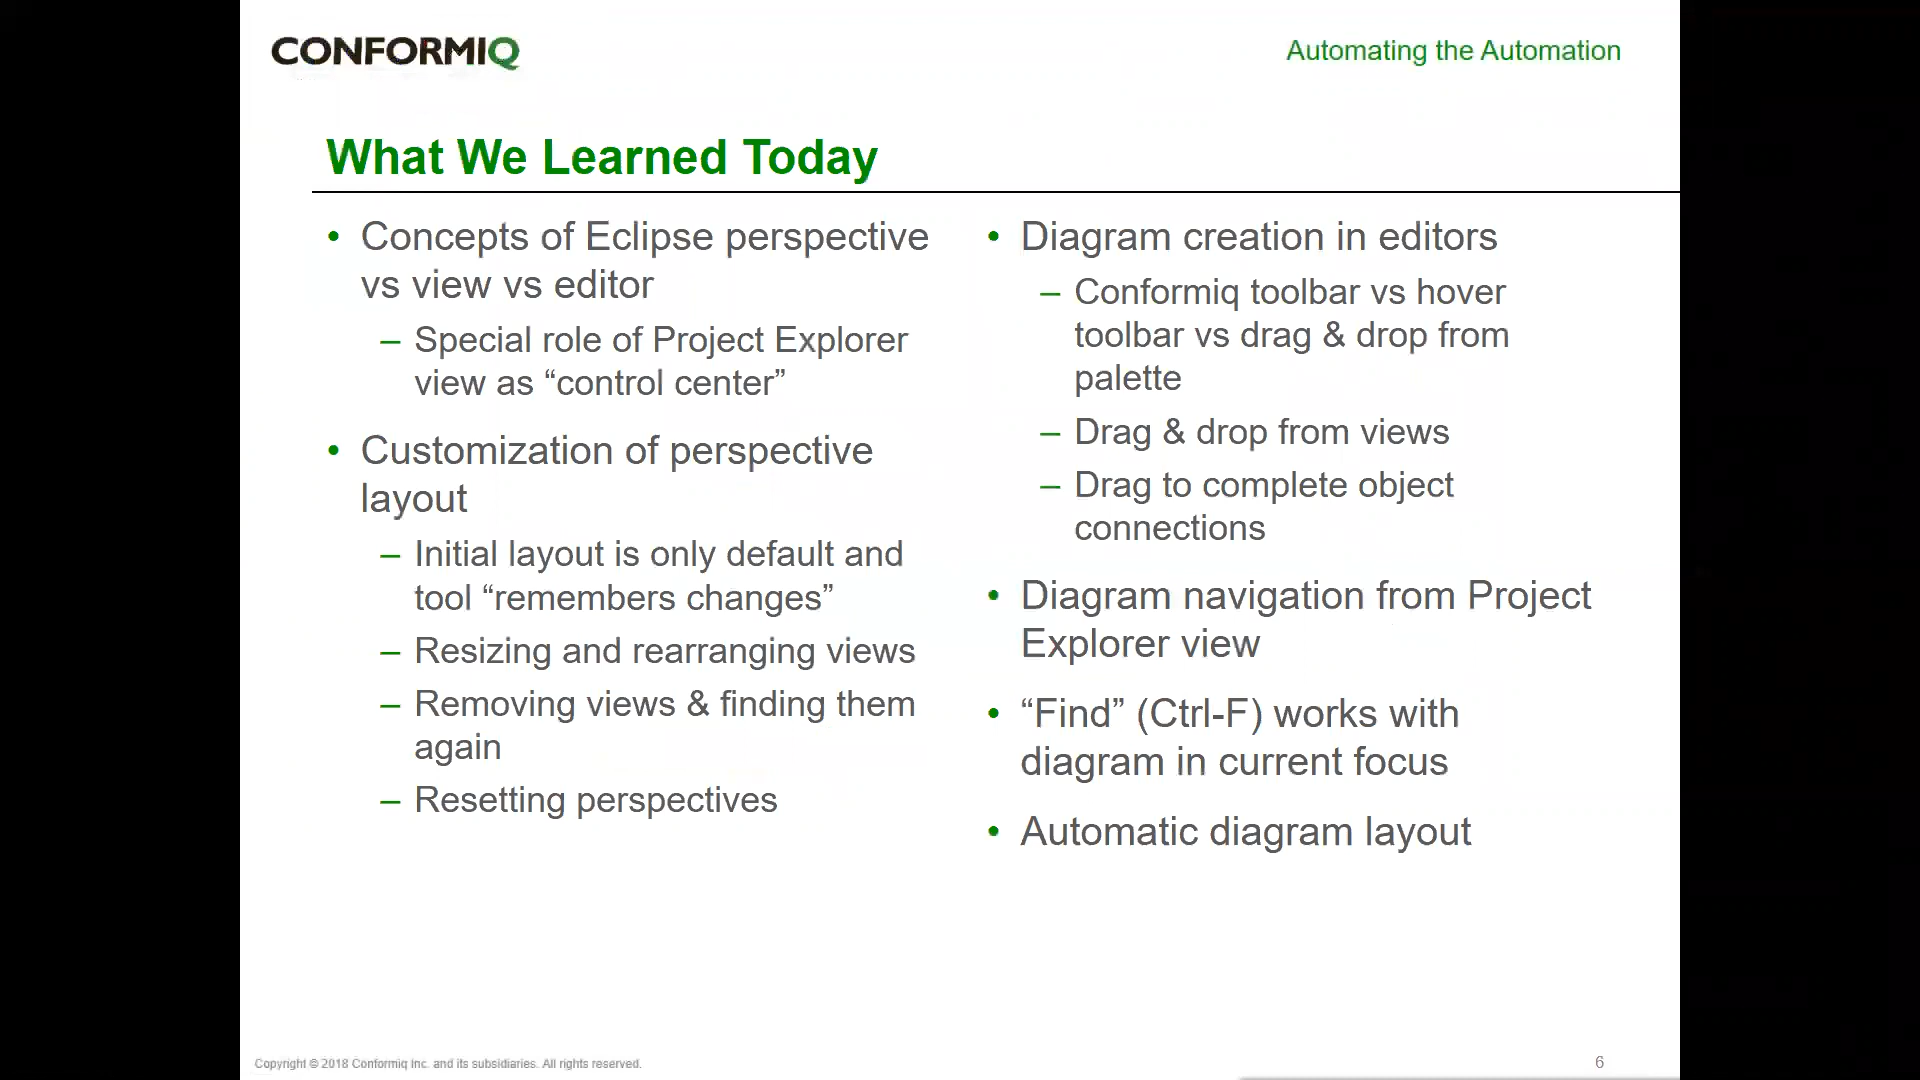 CONFORMIQ
Automating the Automation
What We Learned Today
• Concepts of Eclipse perspective
vs view vs editor
– Special role of Project Explorer
view as “control center”
• Customization of perspective
layout
– Initial layout is only default and
tool “remembers changes”
– Resizing and rearranging views
– Removing views & finding them
again
– Resetting perspectives
• Diagram creation in editors
– Conformiq toolbar vs hover
toolbar vs drag & drop from
palette
– Drag & drop from views
– Drag to complete object
connections
• Diagram navigation from Project
Explorer view
• “Find” (Ctrl-F) works with
diagram in current focus
• Automatic diagram layout
Copyright © 2018 Conformiq Inc. and its subsidiaries. All rights reserved.
6